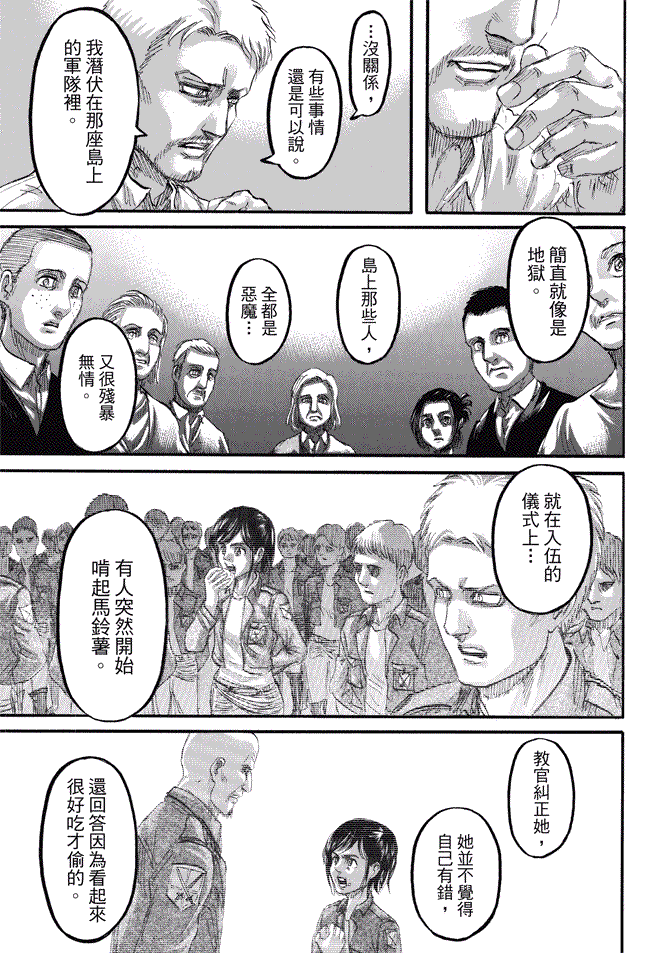 …沒關係，
有些事情
還是可以說。
我潛伏在那座島上
的軍隊裡。
簡直就像是
地獄。
島上那些人，
全都是
惡魔…
又很殘暴
無情。
就在入伍的
儀式上…
有人突然開始
啃起馬鈴薯。
教官糾正她，
她並不覺得
自己有錯，
還回答因為看起來
很好吃才偷的。